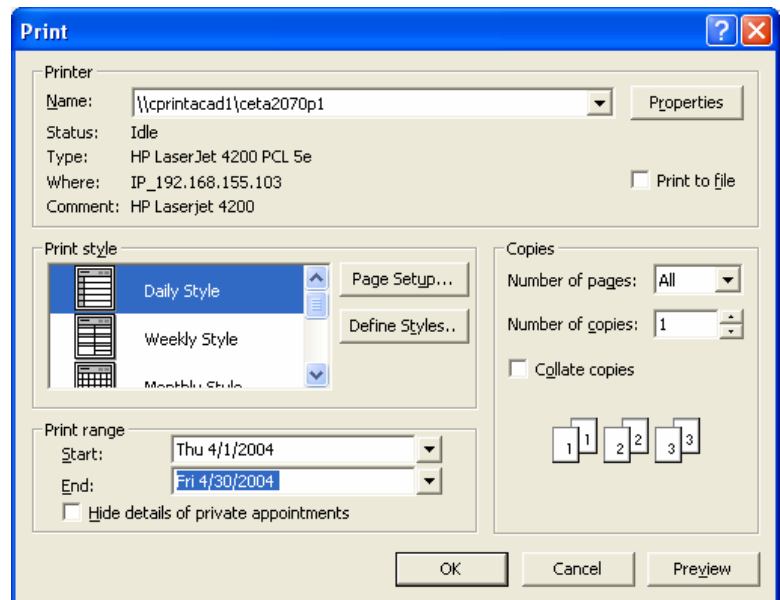 Print
Printer
Name: \\cprintacad1\ceta2070p1 Properties
Status: Idle
Type: HP LaserJet 4200 PCL 5e
Where: IP_192.168.155.103 Print to file
Comment: HP Laserjet 4200
Print style
Daily Style
Weekly Style
Monthly Style
Page Setup...
Define Styles..
Print range
Start: Thu 4/1/2004
End: Fri 4/30/2004
Hide details of private appointments
Copies
Number of pages: All
Number of copies: 1
Collate copies
1 1 2 2 3 3
OK Cancel Preview